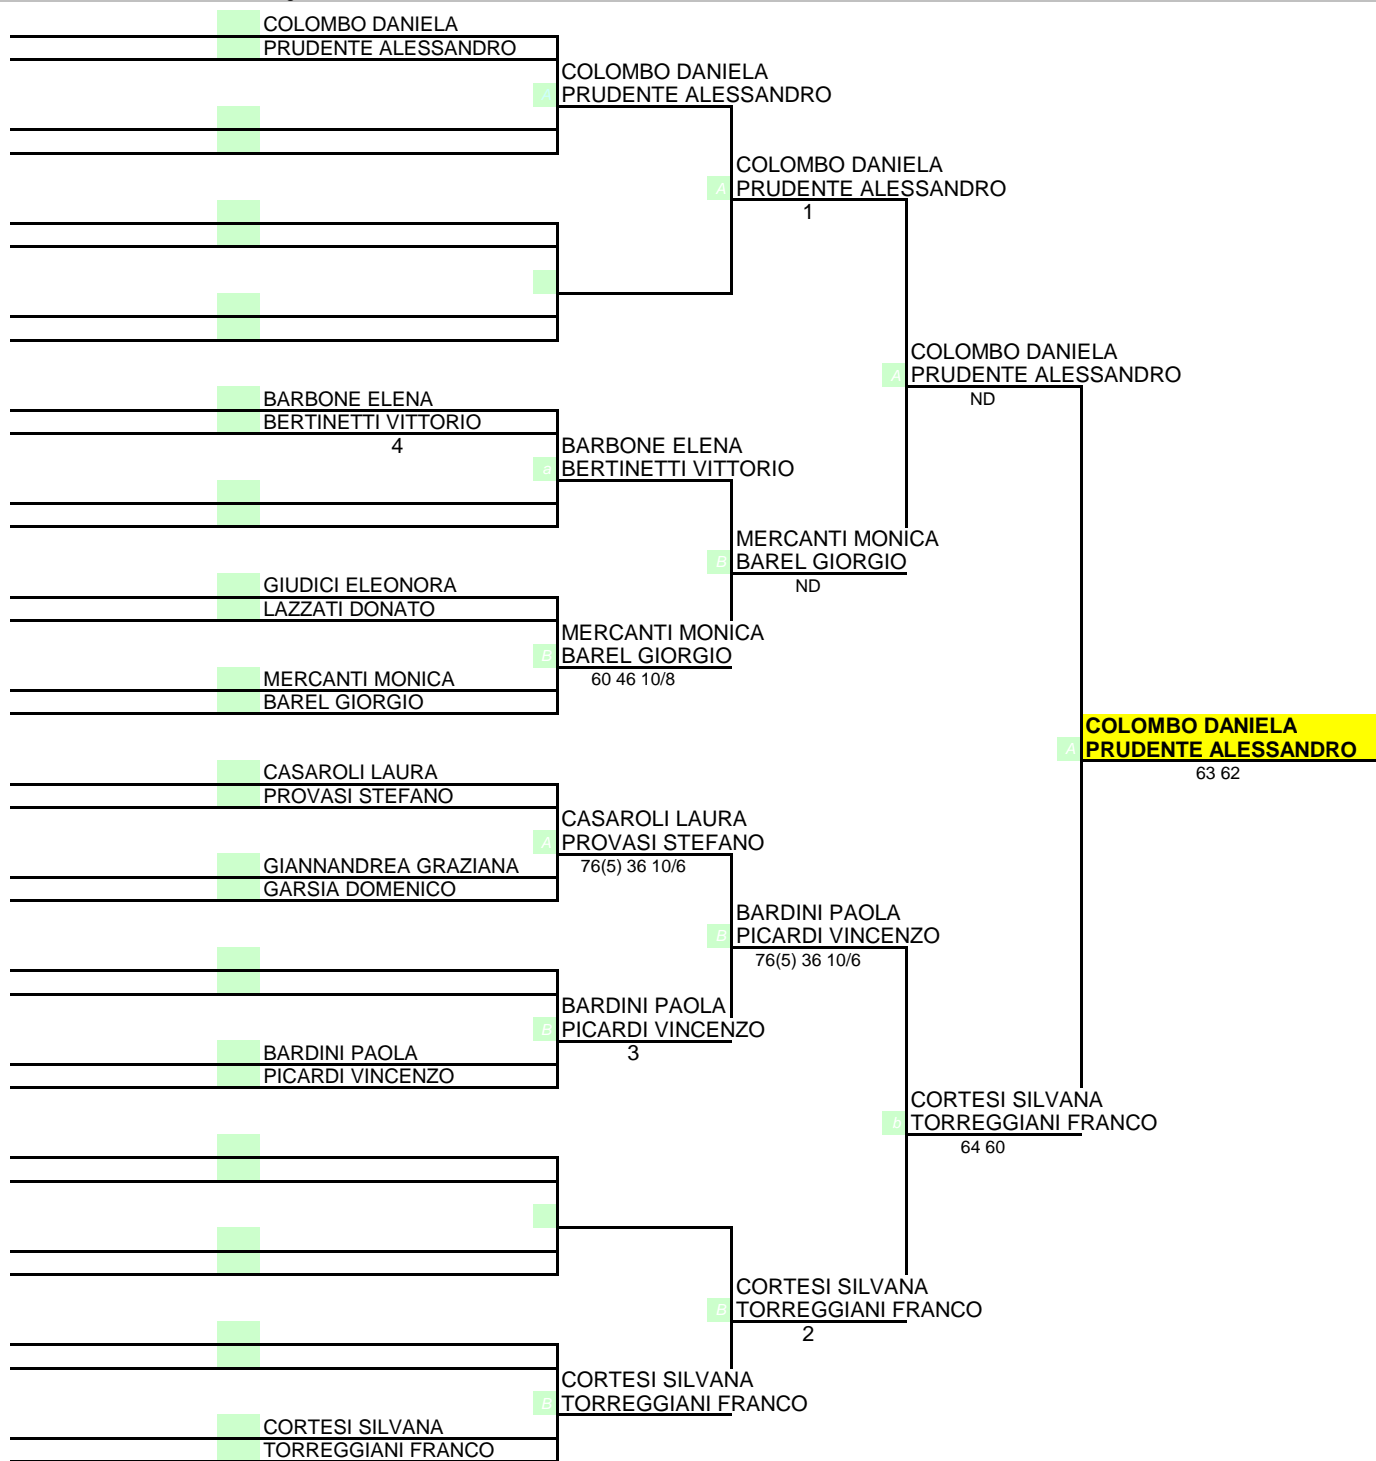 COLOMBO DANIELA
PRUDENTE ALESSANDRO
COLOMBO DANIELA
PRUDENTE ALESSANDRO
COLOMBO DANIELA
A PRUDENTE ALESSANDRO
1
COLOMBO DANIELA
A PRUDENTE ALESSANDRO
ND
BARBONE ELENA
BERTINETTI VITTORIO
4
BARBONE ELENA
a BERTINETTI VITTORIO
MERCANTI MONICA
B BAREL GIORGIO
ND
GIUDICI ELEONORA
LAZZATI DONATO
MERCANTI MONICA
B BAREL GIORGIO
60 46 10/8
MERCANTI MONICA
BAREL GIORGIO
COLOMBO DANIELA
A PRUDENTE ALESSANDRO
63 62
CASAROLI LAURA
PROVASI STEFANO
CASAROLI LAURA
A PROVASI STEFANO
76(5) 36 10/6
GIANNANDREA GRAZIANA
GARSIA DOMENICO
BARDINI PAOLA
B PICARDI VINCENZO
76(5) 36 10/6
BARDINI PAOLA
B PICARDI VINCENZO
3
BARDINI PAOLA
PICARDI VINCENZO
CORTESI SILVANA
b TORREGGIANI FRANCO
64 60
CORTESI SILVANA
B TORREGGIANI FRANCO
2
CORTESI SILVANA
B TORREGGIANI FRANCO
CORTESI SILVANA
TORREGGIANI FRANCO